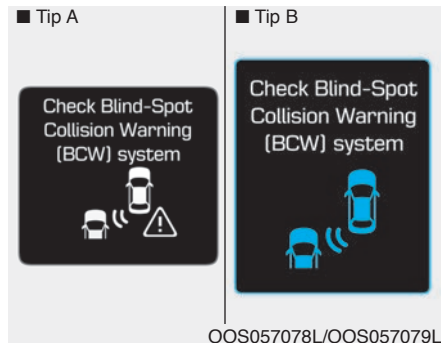 ■ Tip A
Check Blind-Spot
Collision Warning
(BCW) system
■ Tip B
Check Blind-Spot
Collision Warning
(BCW) system
OOS057078L/OOS057079L